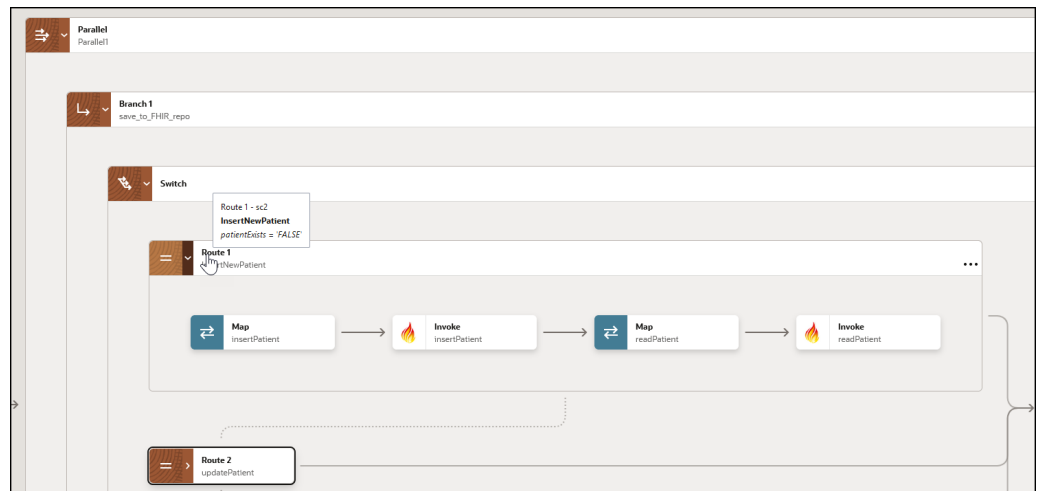 Parallel
Parallel1
Branch 1
save_to_FHIR_repo
Switch
Route 1 - sc2
InsertNewPatient
patientExists = 'FALSE'
Route 1
rtNewPatient
Map
insertPatient
Invoke
insertPatient
Map
readPatient
Invoke
readPatient
Route 2
updatePatient